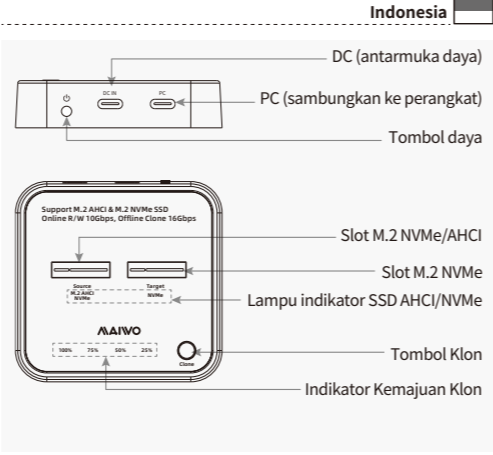 Indonesia
DC (antarmuka daya)
DC IN
PC
PC (sambungkan ke perangkat)
Tombol daya
Support M.2 AHCI & M.2 NVMe SSD
Online R/W 10Gbps, Offline Clone 16Gbps
Slot M.2 NVMe/AHCI
Slot M.2 NVMe
Source
Target
M.2 AHCI
NVMe
NVMe
Lampu indikator SSD AHCI/NVMe
MAIWO
100% 75% 50% 25%
Clone
Tombol Klon
Indikator Kemajuan Klon